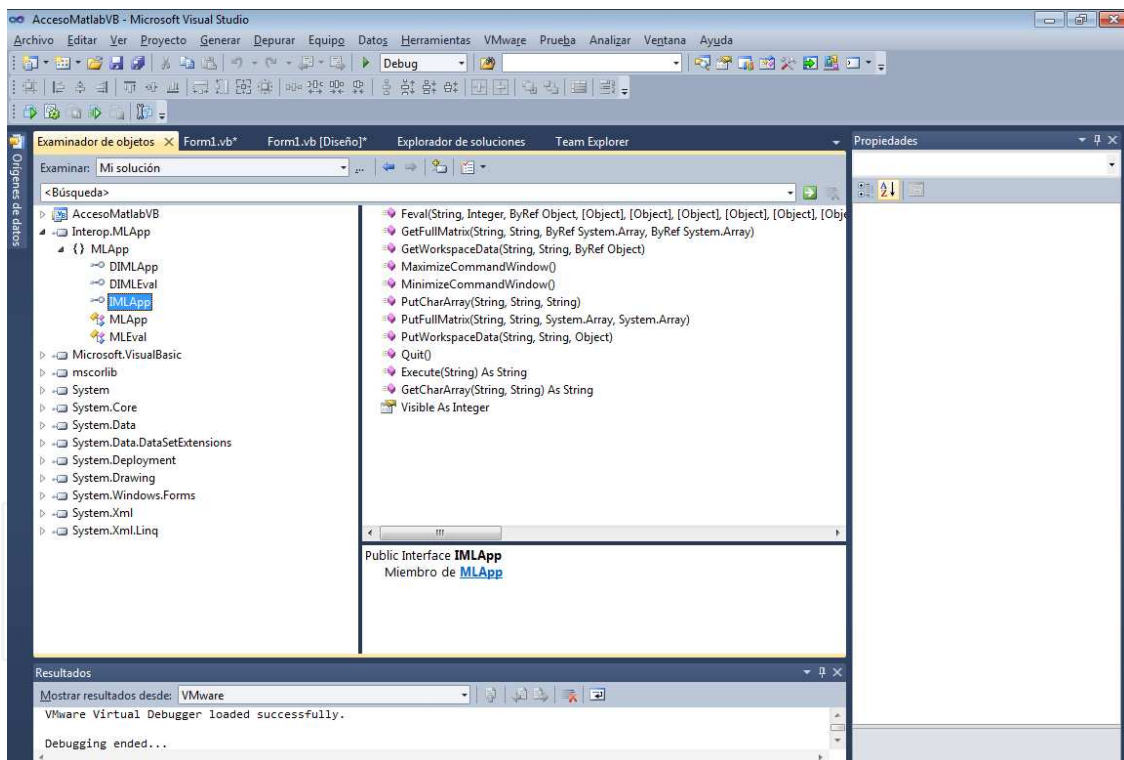 AccesoMatlabVB - Microsoft Visual Studio
Archivo Editar Ver Proyecto Generar Depurar Equipo Datos Herramientas VMware Prueba Analizar Ventana Ayuda
Debug
Orígenes de datos
Examinador de objetos Form1.vb* Form1.vb [Diseño]* Explorador de soluciones Team Explorer
Examinar: Mi solución
<Búsqueda>
AccesoMatlabVB
Interop.MLApp
{} MLApp
DIMLApp
DIMLEval
IMLApp
MLApp
MLEval
Microsoft.VisualBasic
mscorlib
System
System.Core
System.Data
System.Data.DataSetExtensions
System.Deployment
System.Drawing
System.Windows.Forms
System.Xml
System.Xml.Linq
Feval(String, Integer, ByRef Object, [Object], [Object], [Object], [Object], [Object], [Obje
GetFullMatrix(String, String, ByRef System.Array, ByRef System.Array)
GetWorkspaceData(String, String, ByRef Object)
MaximizeCommandWindow()
MinimizeCommandWindow()
PutCharArray(String, String, String)
PutFullMatrix(String, String, System.Array, System.Array)
PutWorkspaceData(String, String, Object)
Quit()
Execute(String) As String
GetCharArray(String, String) As String
Visible As Integer
Public Interface IMLApp
Miembro de MLApp
Propiedades
Resultados
Mostrar resultados desde: VMware
VMware Virtual Debugger loaded successfully.
Debugging ended...